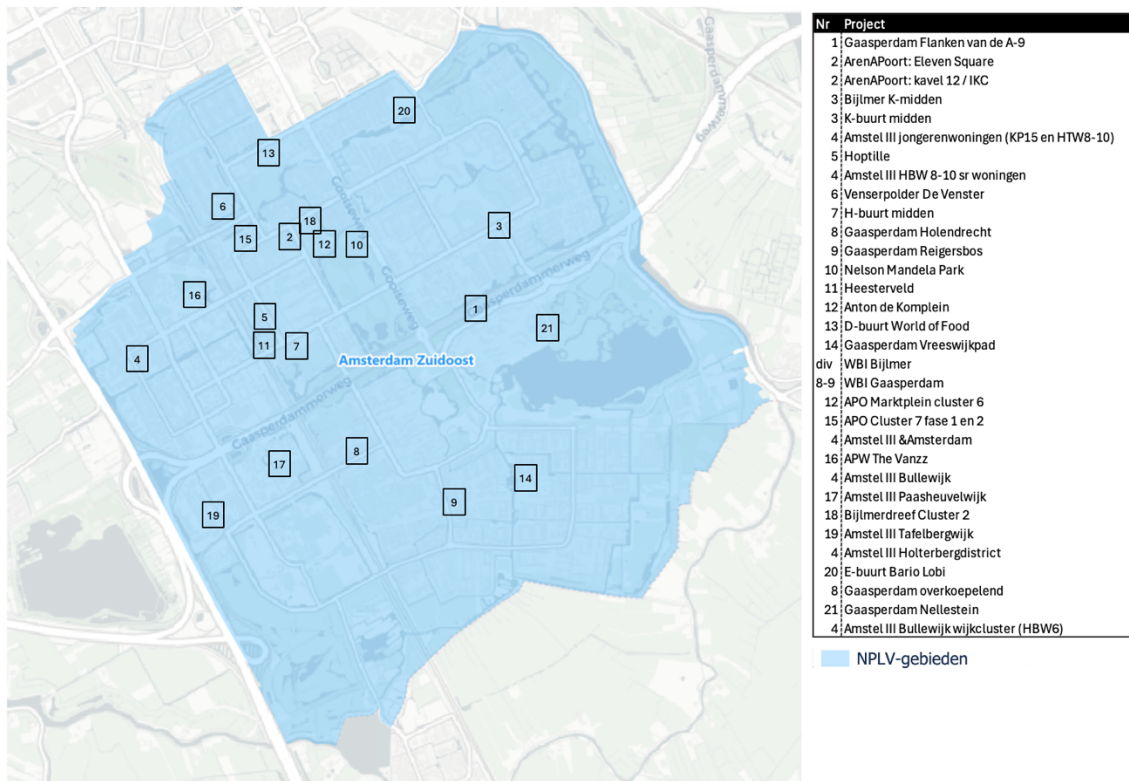 Gaasperdammerweg
20
13
Gooiseweg
6
18
3
15
2
12
10
Gooiseweg
16
Gaasperdammerweg
1
5
21
11
7
4
Amsterdam Zuidoost
Gaasperdammerweg
8
17
14
9
19
Nr Project
1 Gaasperdam Flanken van de A-9
2 ArenAPoort: Eleven Square
2 ArenAPoort: kavel 12 / IKC
3 Bijlmer K-midden
3 K-buurt midden
4 Amstel III jongerenwoningen (KP15 en HTW8-10)
5 Hoptille
4 Amstel III HBW 8-10 sr woningen
6 Venserpolder De Venster
7 H-buurt midden
8 Gaasperdam Holendrecht
9 Gaasperdam Reigersbos
10 Nelson Mandela Park
11 Heesterveld
12 Anton de Komplein
13 D-buurt World of Food
14 Gaasperdam Vreeswijkpad
div WBI Bijlmer
8-9 WBI Gaasperdam
12 APO Marktplein cluster 6
15 APO Cluster 7 fase 1 en 2
4 Amstel III &Amsterdam
16 APW The Vanzz
4 Amstel III Bullewijk
17 Amstel III Paasheuvelwijk
18 Bijlmerdreef Cluster 2
19 Amstel III Tafelbergwijk
4 Amstel III Holterbergdistrict
20 E-buurt Bario Lobi
8 Gaasperdam overkoepelend
21 Gaasperdam Nellestein
4 Amstel III Bullewijk wijkcluster (HBW6)
NPLV-gebieden